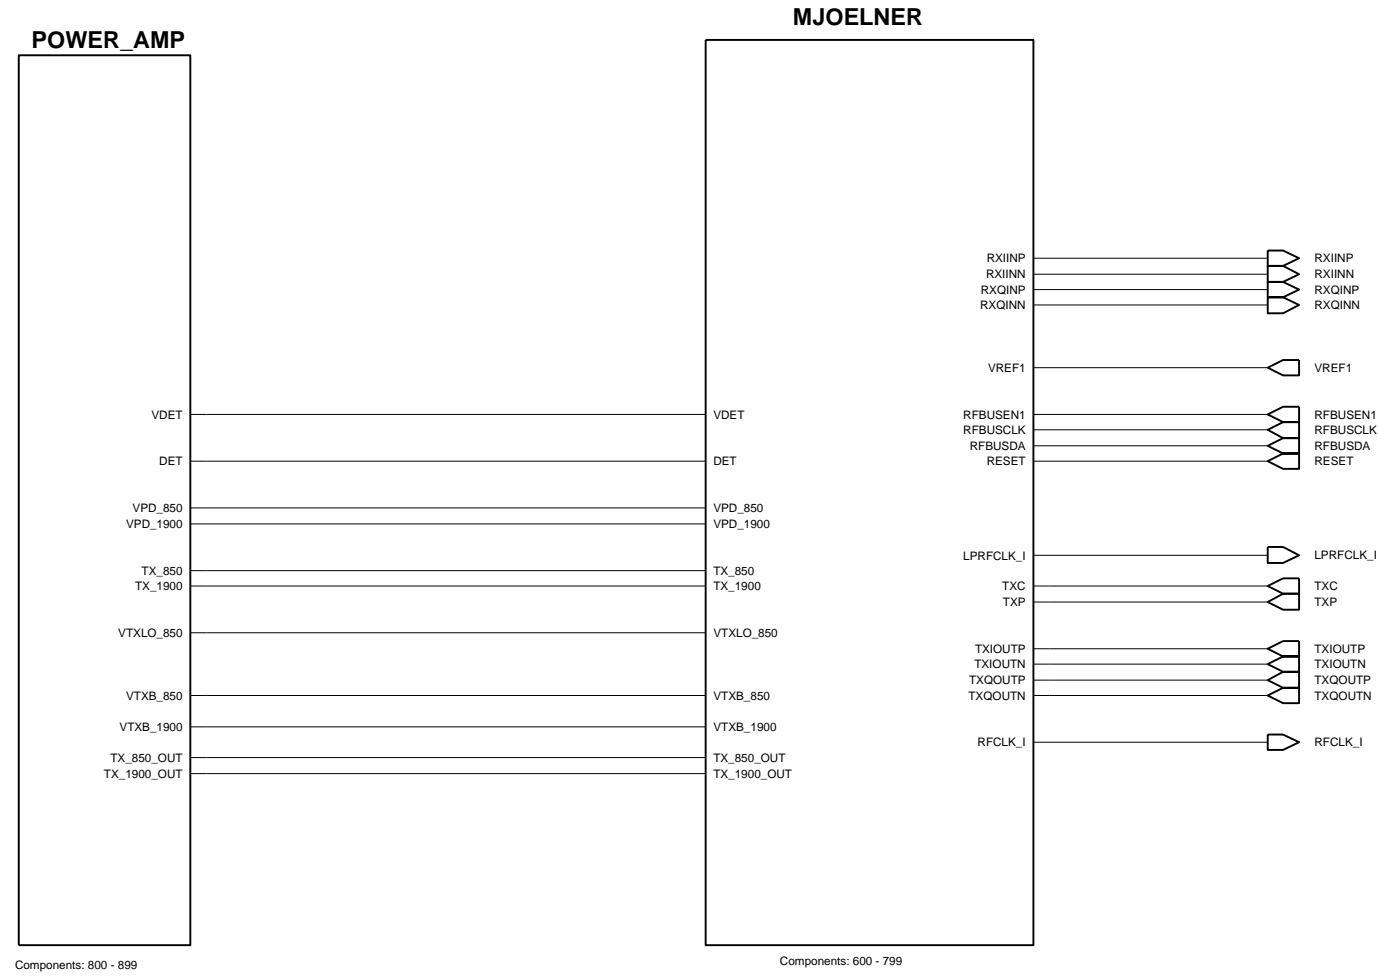 MJOELNER
POWER_AMP
RXIINP RXIINP
RXIINN RXIINN
RXQINP RXQINP
RXQINN RXQINN
VREF1 VREF1
VDET VDET RFBUSEN1 RFBUSEN1
RFBUSCLK RFBUSCLK
RFBUSDA RFBUSDA
DET DET RESET RESET
VPD_850 VPD_850
VPD_1900 VPD_1900
LPRFCLK_I LPRFCLK_I
TX_850 TX_850
TX_1900 TX_1900 TXC TXC
TXP TXP
VTXLO_850 VTXLO_850
TXIOUTP TXIOUTP
TXIOUTN TXIOUTN
TXQOUTP TXQOUTP
VTXB_850 VTXB_850 TXQOUTN TXQOUTN
VTXB_1900 VTXB_1900
RFCLK_I RFCLK_I
TX_850_OUT TX_850_OUT
TX_1900_OUT TX_1900_OUT
Components: 800 - 899 Components: 600 - 799